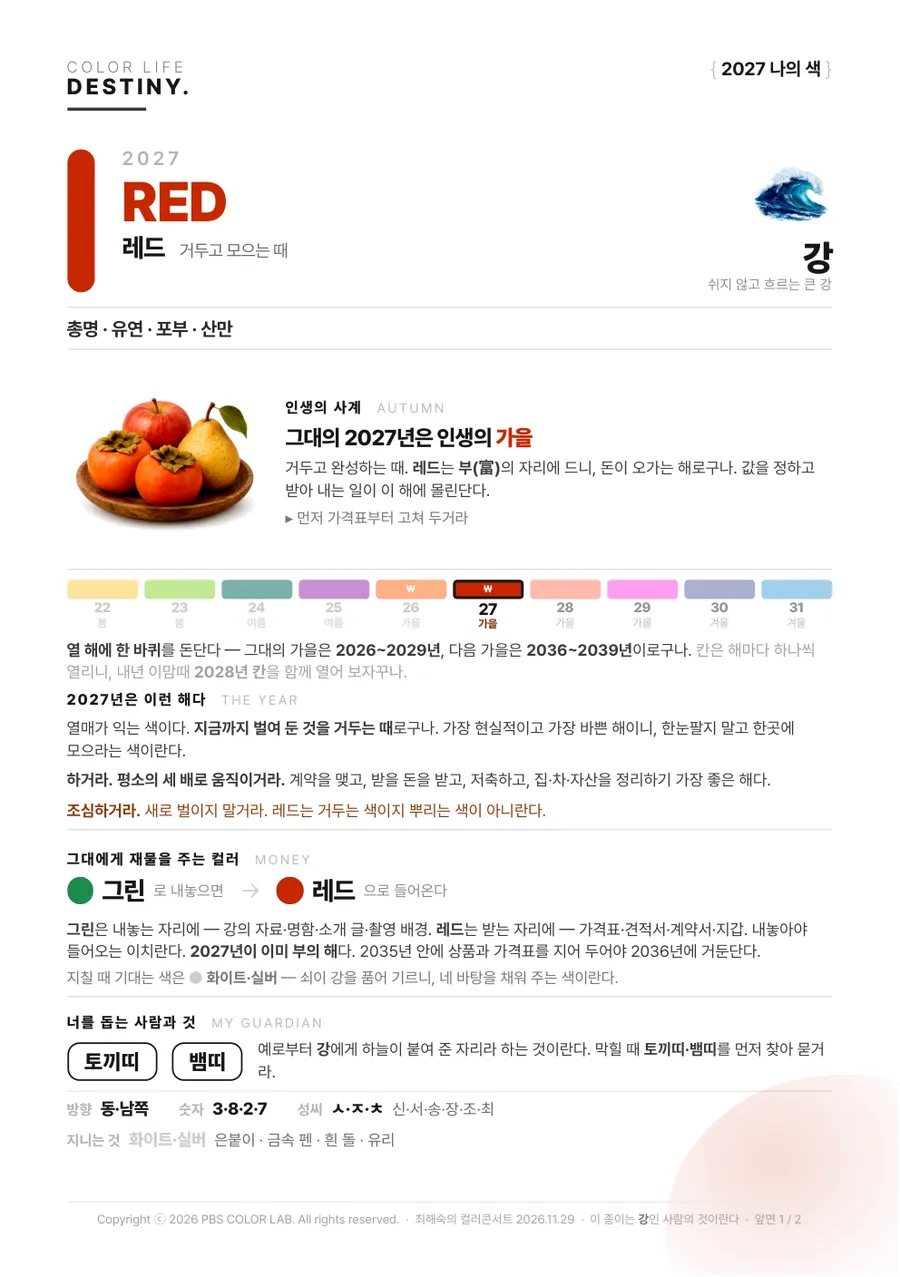 COLOR LIFE
DESTINY.
{ 2027 나의 색 }
2027
RED
레드 거두고 모으는 때
강
쉬지 않고 흐르는 큰 강
총명 · 유연 · 포부 · 산만
인생의 사계 AUTUMN
그대의 2027년은 인생의 가을
거두고 완성하는 때. 레드는 부(富)의 자리에 드니, 돈이 오가는 해로구나. 값을 정하고
받아 내는 일이 이 해에 몰린단다.
▸ 먼저 가격표부터 고쳐 두거라
₩ ₩
22 23 24 25 26 27 28 29 30 31
봄 봄 여름 여름 가을 가을 가을 가을 겨울 겨울
열 해에 한 바퀴를 돈단다 — 그대의 가을은 2026~2029년, 다음 가을은 2036~2039년이로구나. 칸은 해마다 하나씩
열리니, 내년 이맘때 2028년 칸을 함께 열어 보자꾸나.
2027년은 이런 해다 THE YEAR
열매가 익는 색이다. 지금까지 벌여 둔 것을 거두는 때로구나. 가장 현실적이고 가장 바쁜 해이니, 한눈팔지 말고 한곳에
모으라는 색이란다.
하거라. 평소의 세 배로 움직이거라. 계약을 맺고, 받을 돈을 받고, 저축하고, 집·차·자산을 정리하기 가장 좋은 해다.
조심하거라. 새로 벌이지 말거라. 레드는 거두는 색이지 뿌리는 색이 아니란다.
그대에게 재물을 주는 컬러 MONEY
그린 로 내놓으면 → 레드 으로 들어온다
그린은 내놓는 자리에 — 강의 자료·명함·소개 글·촬영 배경. 레드는 받는 자리에 — 가격표·견적서·계약서·지갑. 내놓아야
들어오는 이치란다. 2027년이 이미 부의 해다. 2035년 안에 상품과 가격표를 지어 두어야 2036년에 거둔단다.
지칠 때 기대는 색은 화이트·실버 — 쇠이 강을 품어 기르니, 네 바탕을 채워 주는 색이란다.
너를 돕는 사람과 것 MY GUARDIAN
토끼띠 뱀띠
예로부터 강에게 하늘이 붙여 준 자리라 하는 것이란다. 막힐 때 토끼띠·뱀띠를 먼저 찾아 묻거
라.
방향 동·남쪽 숫자 3·8·2·7 성씨 ㅅ·ㅈ·ㅊ 신·서·송·장·조·최
지니는 것 화이트·실버 은붙이 · 금속 펜 · 흰 돌 · 유리
Copyright ⓒ 2026 PBS COLOR LAB. All rights reserved. · 최해숙의 컬러콘서트 2026.11.29 · 이 종이는 강인 사람의 것이란다 · 앞면 1 / 2